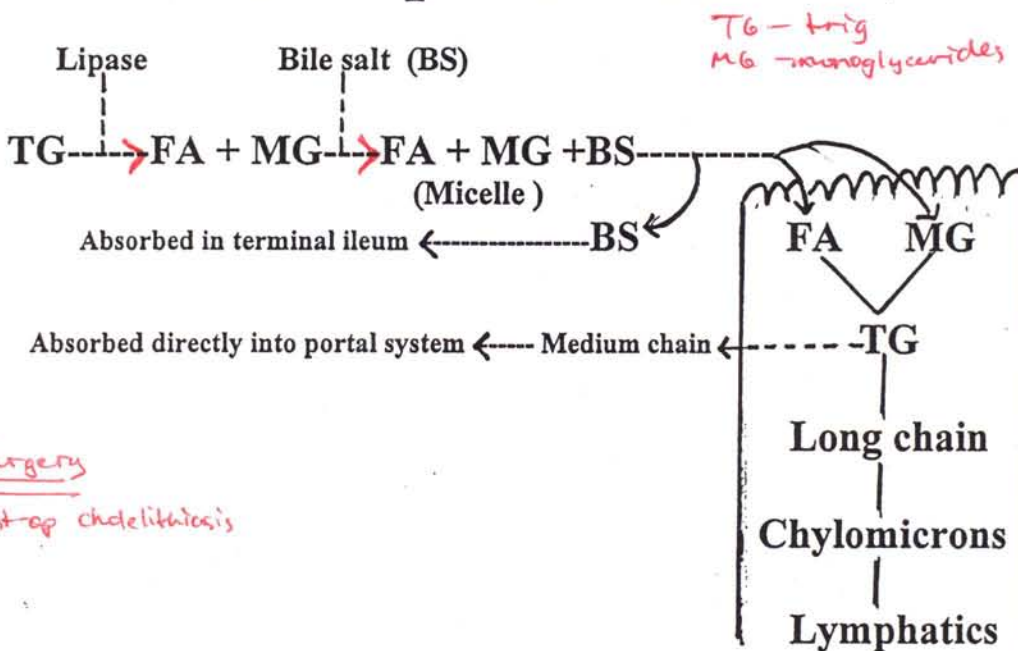 TG - trig
MG - monoglycerides
Lipase
Bile salt (BS)
TG FA + MG FA + MG +BS
(Micelle )
Absorbed in terminal ileum BS
FA MG
Absorbed directly into portal system Medium chain TG
Long chain
Chylomicrons
Lymphatics